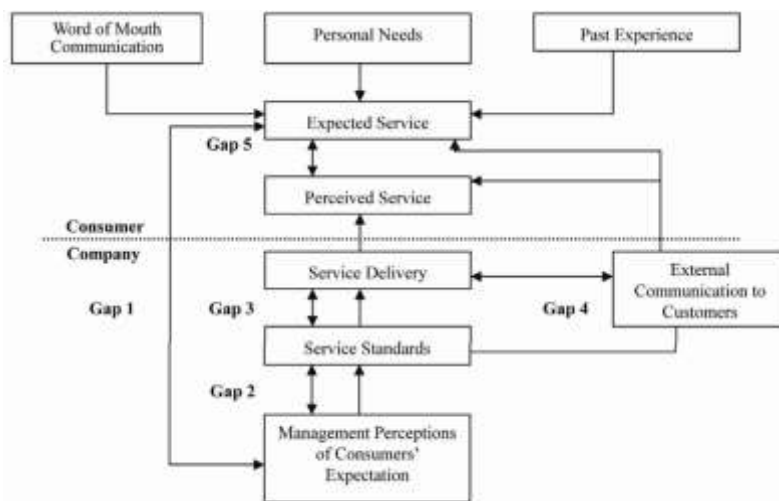 Word of Mouth
Communication
Personal Needs
Past Experience
Expected Service
Gap 5
Perceived Service
Consumer
Company
Service Delivery
External
Communication to
Customers
Gap 1
Gap 3
Gap 4
Service Standards
Gap 2
Management Perceptions
of Consumers'
Expectation